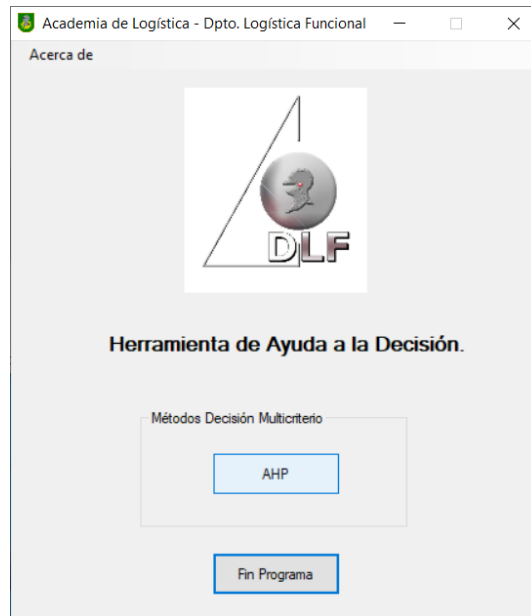 Academia de Logística - Dpto. Logística Funcional
Acerca de
DLF
Herramienta de Ayuda a la Decisión.
Métodos Decisión Multicriterio
AHP
Fin Programa